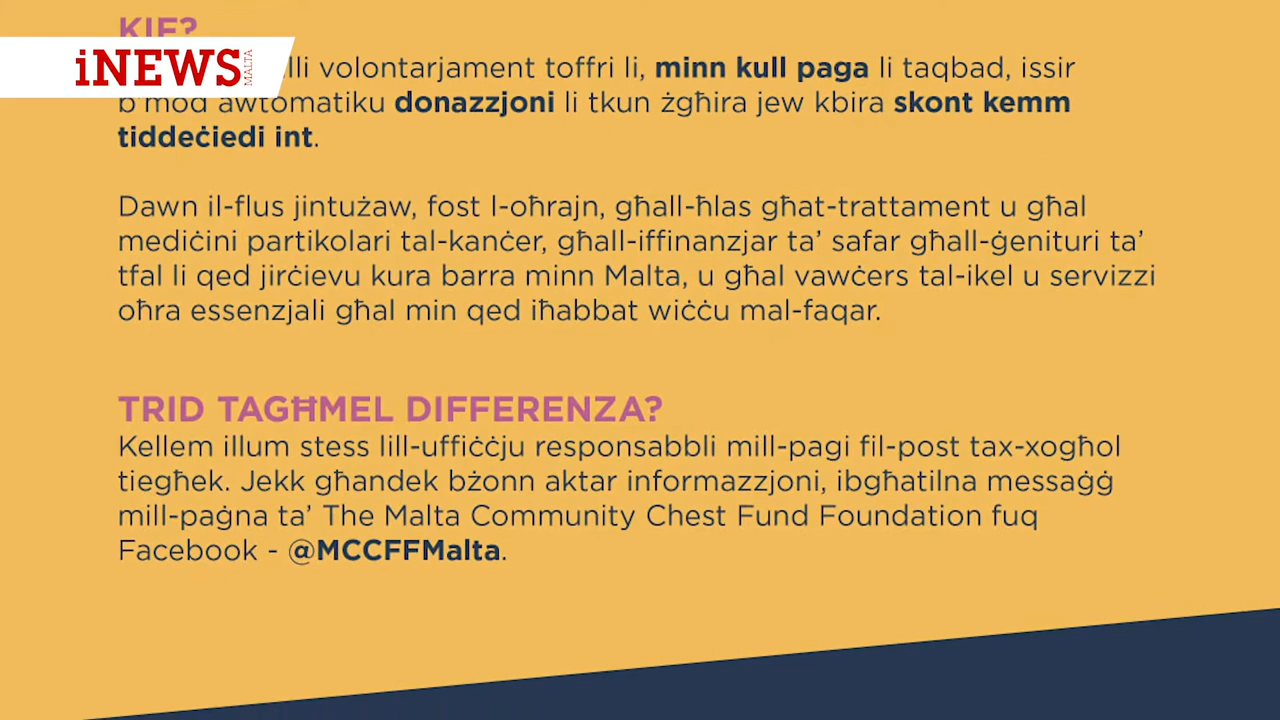 KIF?
iNEWS MALTA
lli volontarjament toffri li, minn kull paga li taqbad, issir
b'mod awtomatiku donazzjoni li tkun żgħira jew kbira skont kemm
tiddeċiedi int.
Dawn il-flus jintużaw, fost l-oħrajn, għall-ħlas għat-trattament u għal
mediċini partikolari tal-kanċer, għall-iffinanzjar ta’ safar għall-ġenituri ta’
tfal li qed jirċievu kura barra minn Malta, u għal vawċers tal-ikel u servizzi
oħra essenzjali għal min qed iħabbat wiċċu mal-faqar.
TRID TAGĦMEL DIFFERENZA?
Kellem illum stess lill-uffiċċju responsabbli mill-pagi fil-post tax-xogħol
tiegħek. Jekk għandek bżonn aktar informazzjoni, ibgħatilna messaġġ
mill-paġna ta’ The Malta Community Chest Fund Foundation fuq
Facebook - @MCCFFMalta.